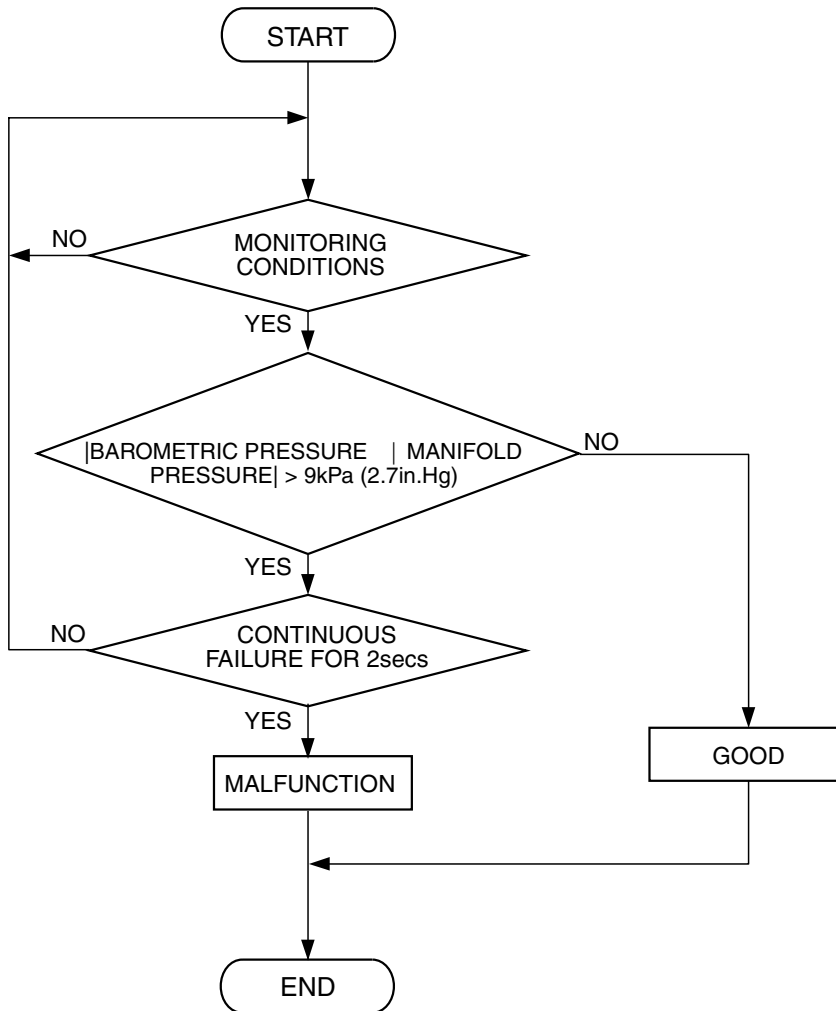 START
NO
MONITORING
CONDITIONS
YES
|BAROMETRIC PRESSURE | MANIFOLD
PRESSURE| > 9kPa (2.7in.Hg)
NO
YES
NO
CONTINUOUS
FAILURE FOR 2secs
YES
MALFUNCTION
GOOD
END